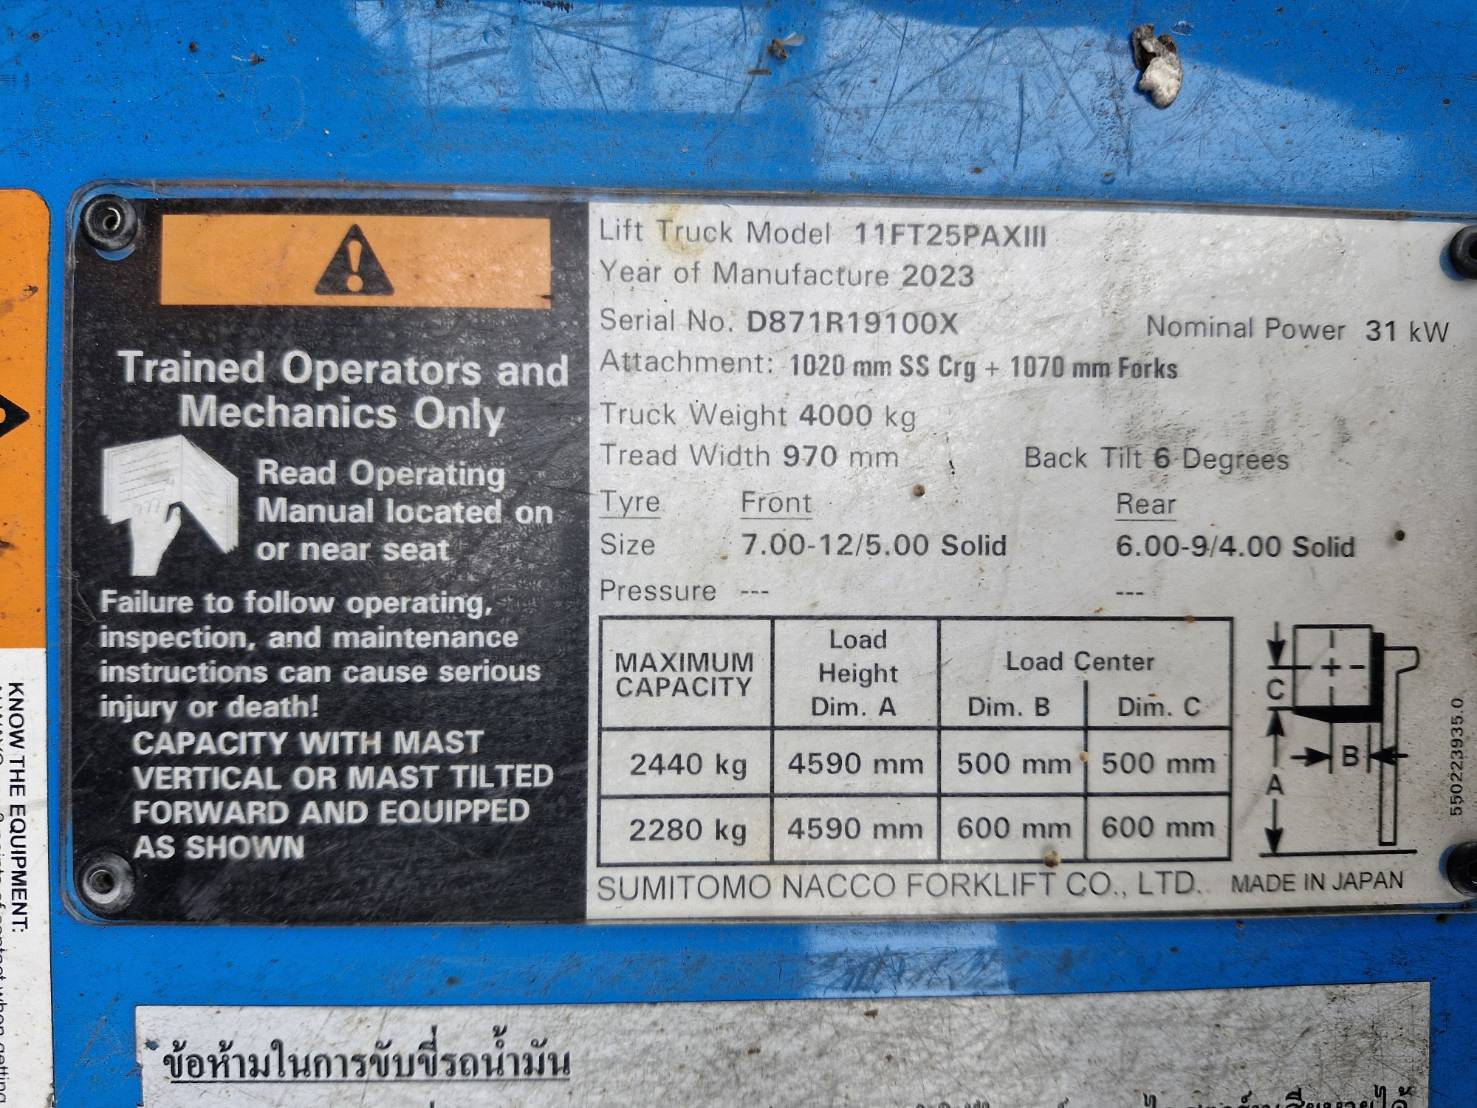 Trained Operators and
Mechanics Only
Read Operating
Manual located on
or near seat
Failure to follow operating,
inspection, and maintenance
instructions can cause serious
injury or death!
CAPACITY WITH MAST
VERTICAL OR MAST TILTED
FORWARD AND EQUIPPED
AS SHOWN
Lift Truck Model 11FT25PAXIII
Year of Manufacture 2023
Serial No. D871R19100X Nominal Power 31 kW
Attachment: 1020 mm SS Crg + 1070 mm Forks
Truck Weight 4000 kg
Tread Width 970 mm Back Tilt 6 Degrees
Tyre Front Rear
Size 7.00-12/5.00 Solid 6.00-9/4.00 Solid
Pressure --- ---
MAXIMUM CAPACITY Load Height Dim. A Load Center Dim. B Dim. C
2440 kg 4590 mm 500 mm 500 mm
2280 kg 4590 mm 600 mm 600 mm
C
B
A
550223935.0
SUMITOMO NACCO FORKLIFT CO., LTD. MADE IN JAPAN
KNOW THE EQUIPMENT:
ข้อห้ามในการขับขี่รถน้ำมัน